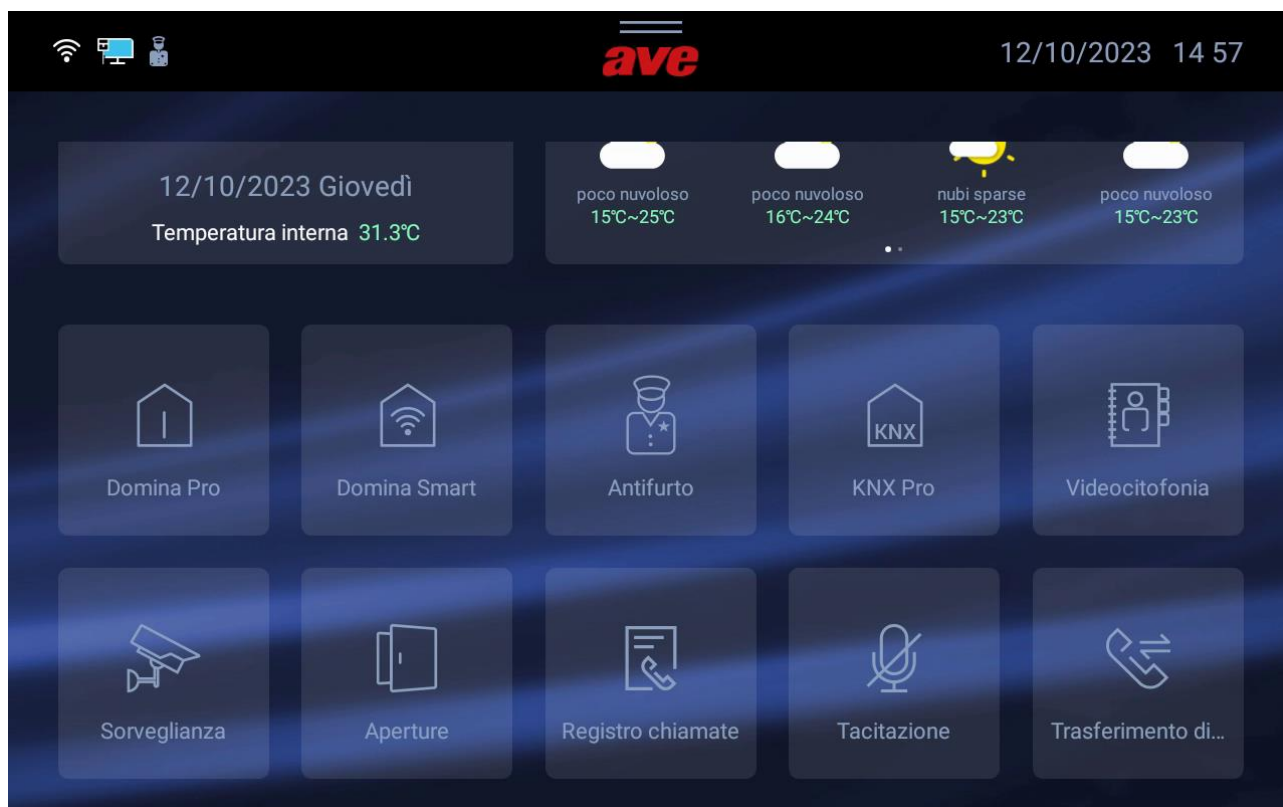 ave
12/10/2023 14 57
12/10/2023 Giovedì
Temperatura interna 31.3℃
poco nuvoloso
15℃~25℃
poco nuvoloso
16℃~24℃
nubi sparse
15℃~23℃
poco nuvoloso
15℃~23℃
Domina Pro
Domina Smart
Antifurto
KNX
KNX Pro
Videocitofonia
Sorveglianza
Aperture
Registro chiamate
Tacitazione
Trasferimento di...